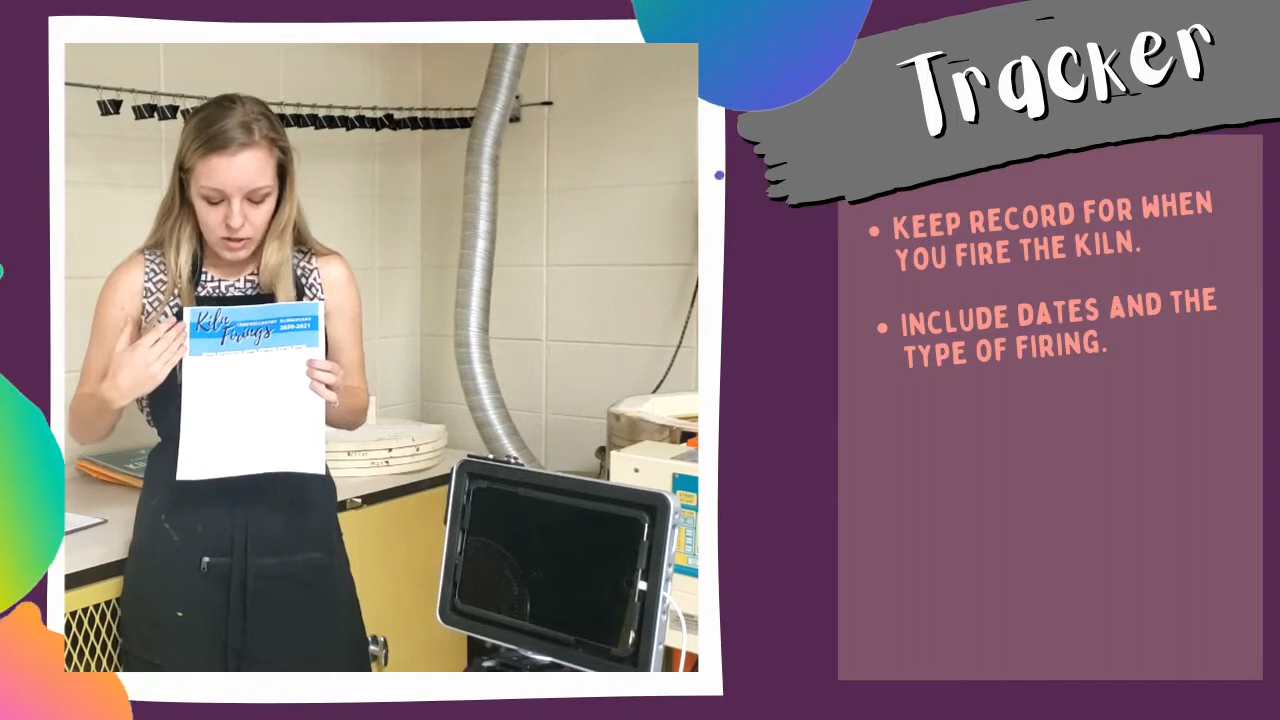 Tracker
KEEP RECORD FOR WHEN
YOU FIRE THE KILN.
INCLUDE DATES AND THE
TYPE OF FIRING.
Kiln
Firings
2020-2021